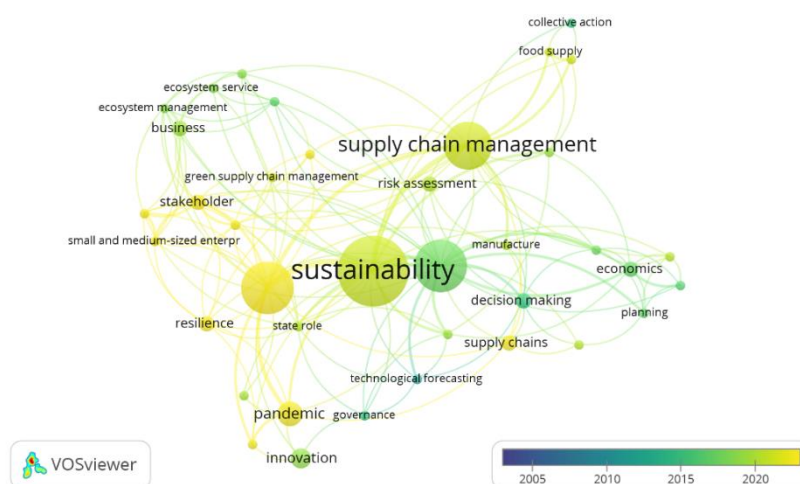 collective action
food supply
ecosystem service
ecosystem management
business
supply chain management
green supply chain management
risk assessment
stakeholder
small and medium-sized enterpr
manufacture
sustainability
economics
decision making
planning
resilience
state role
supply chains
technological forecasting
pandemic
governance
innovation
VOSviewer
2005 2010 2015 2020